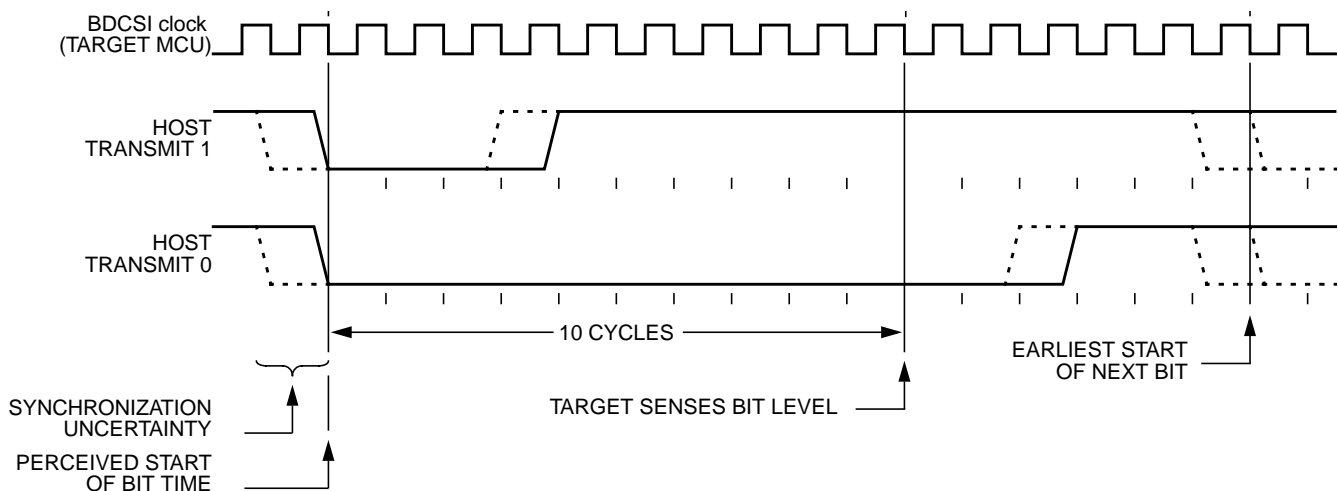 BDCSI clock
(TARGET MCU)
HOST
TRANSMIT 1
HOST
TRANSMIT 0
10 CYCLES
EARLIEST START
OF NEXT BIT
TARGET SENSES BIT LEVEL
SYNCHRONIZATION
UNCERTAINTY
PERCEIVED START
OF BIT TIME